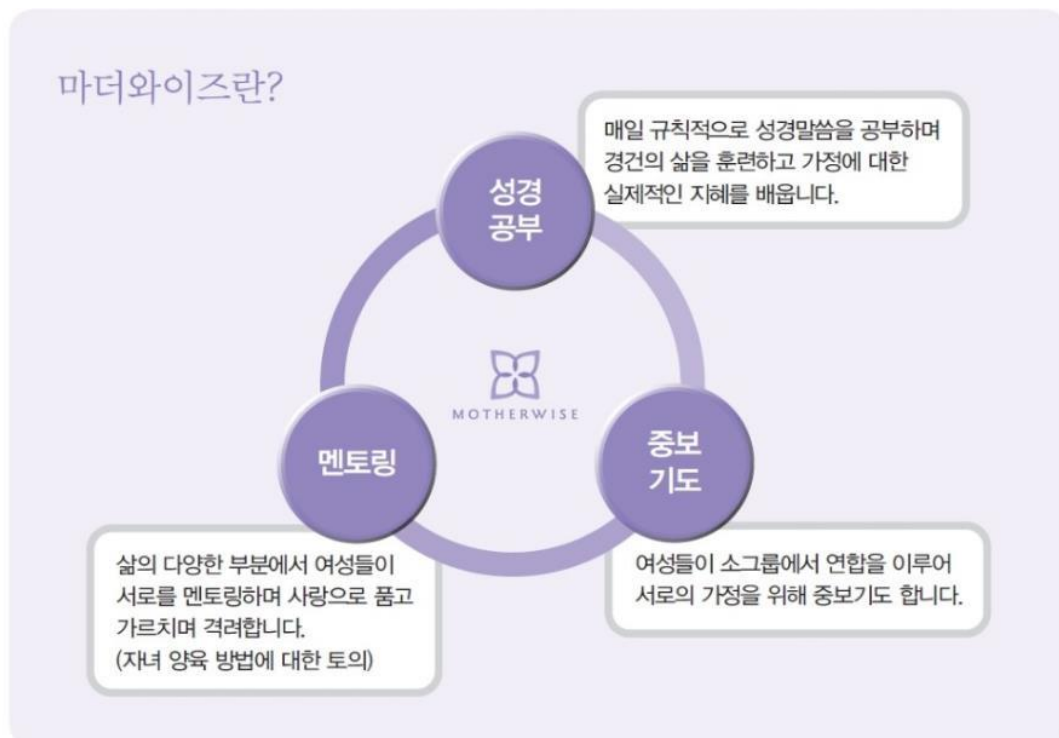 마더와이즈란?
성경
공부
매일 규칙적으로 성경말씀을 공부하며
경건의 삶을 훈련하고 가정에 대한
실제적인 지혜를 배웁니다.
MOTHERWISE
멘토링
삶의 다양한 부분에서 여성들이
서로를 멘토링하며 사랑으로 품고
가르치며 격려합니다.
(자녀 양육 방법에 대한 토의)
중보
기도
여성들이 소그룹에서 연합을 이루어
서로의 가정을 위해 중보기도 합니다.